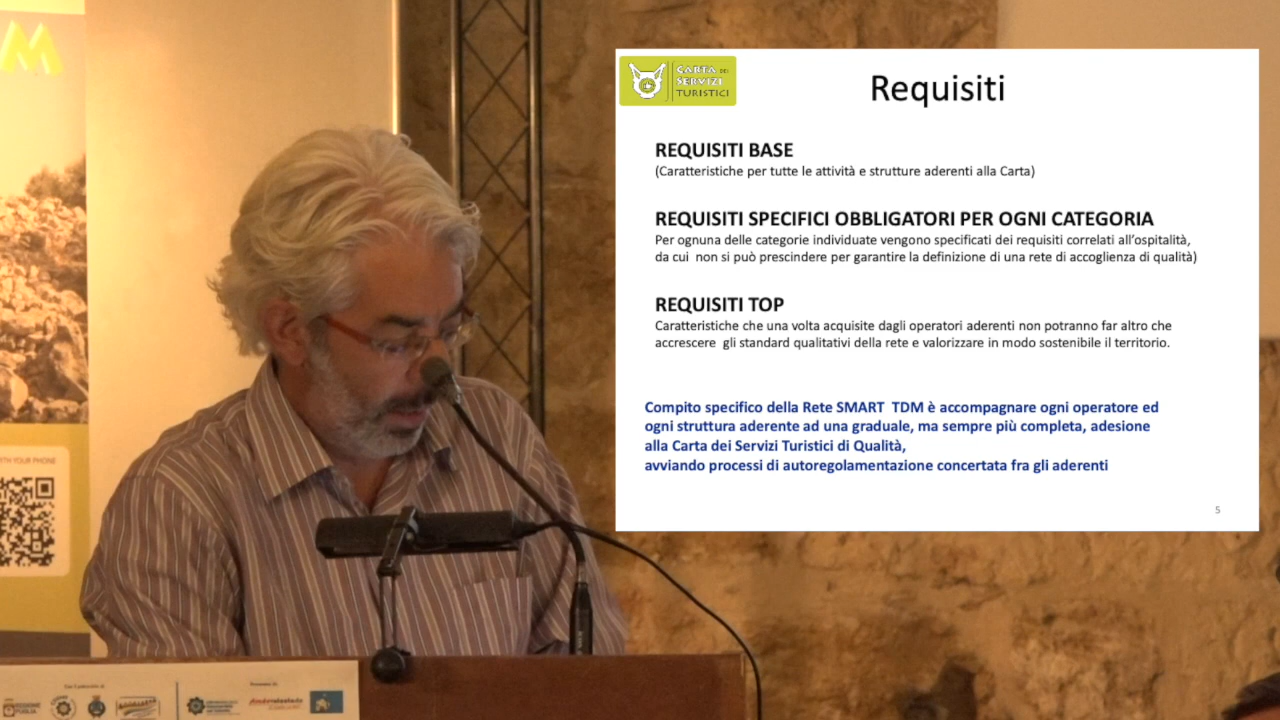 CARTA DEI
SERVIZI
TURISTICI
Requisiti
REQUISITI BASE
(Caratteristiche per tutte le attività e strutture aderenti alla Carta)
REQUISITI SPECIFICI OBBLIGATORI PER OGNI CATEGORIA
Per ognuna delle categorie individuate vengono specificati dei requisiti correlati all'ospitalità,
da cui non si può prescindere per garantire la definizione di una rete di accoglienza di qualità)
REQUISITI TOP
Caratteristiche che una volta acquisite dagli operatori aderenti non potranno far altro che
accrescere gli standard qualitativi della rete e valorizzare in modo sostenibile il territorio.
Compito specifico della Rete SMART TDM è accompagnare ogni operatore ed
ogni struttura aderente ad una graduale, ma sempre più completa, adesione
alla Carta dei Servizi Turistici di Qualità,
avviando processi di autoregolamentazione concertata fra gli aderenti
5
M
WITH YOUR PHONE
REGIONE
PUGLIA